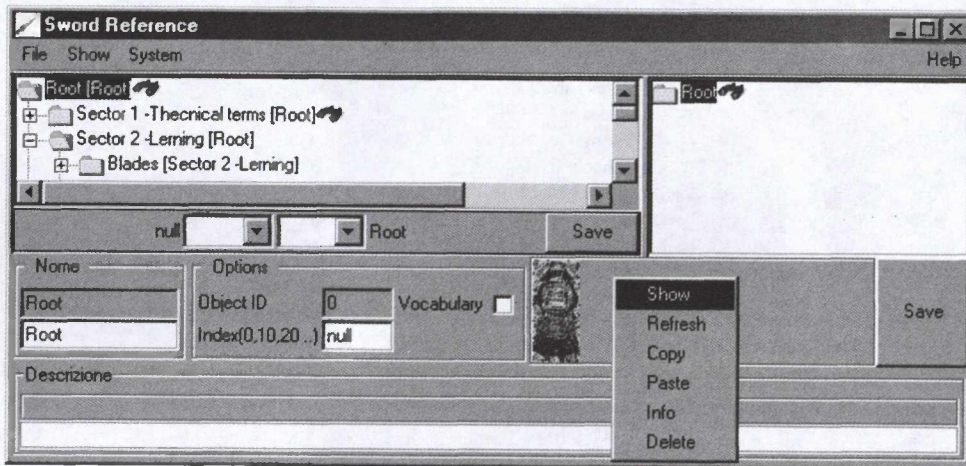 Sword Reference
File Show System Help
Root [Root]
Sector 1 -Thecnical terms [Root]
Sector 2 -Lerning [Root]
Blades [Sector 2 -Lerning]
Root
null Root Save
Nome
Root
Root
Options
Object ID 0 Vocabulary
Index(0,10,20 ..) null
Show
Refresh
Copy
Paste
Info
Delete
Save
Descrizione